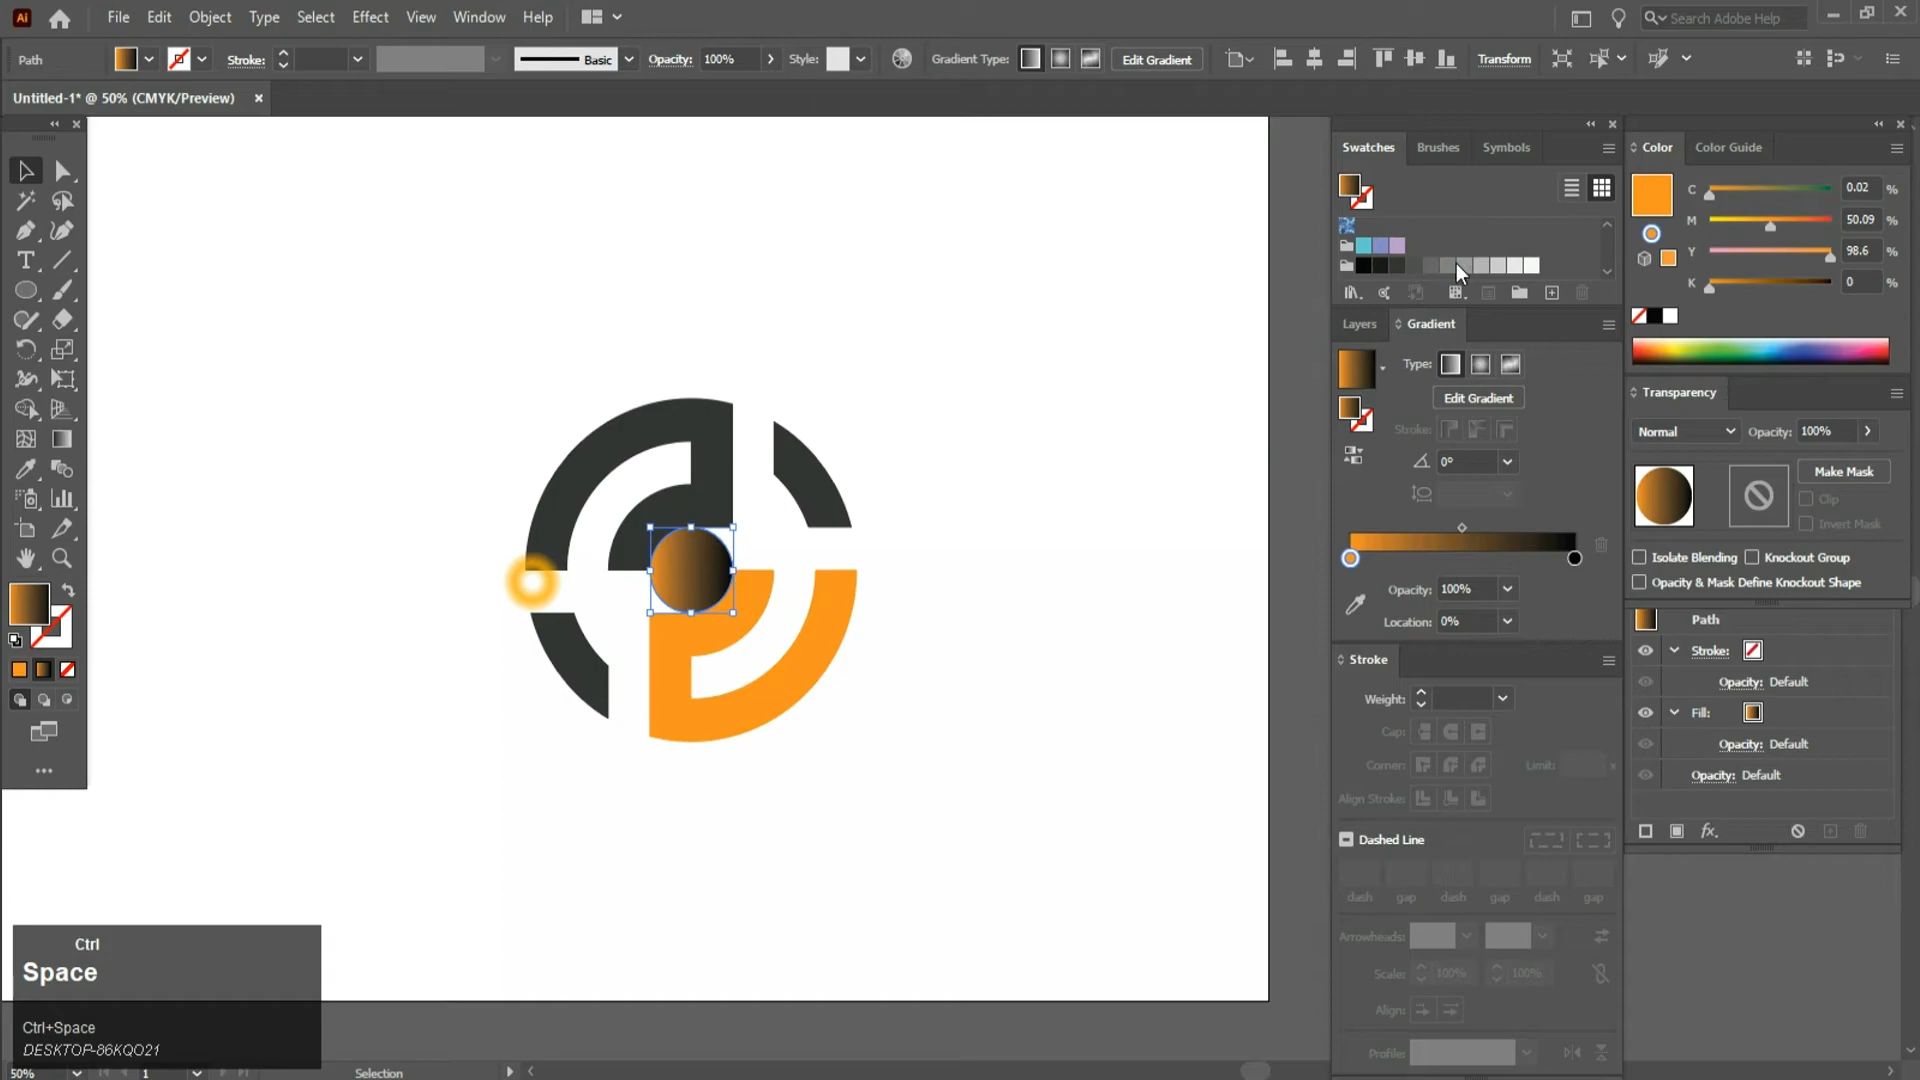 Ai File Edit Object Type Select Effect View Window Help Search Adobe Help
Path Stroke: Basic Opacity: 100% Style: Gradient Type: Edit Gradient Transform
Untitled-1* @ 50% (CMYK/Preview)
Swatches Brushes Symbols
Color Color Guide
C 0.02 %
M 50.09 %
Y 98.6 %
K 0 %
Layers Gradient
Type:
Edit Gradient
Stroke:
0°
Opacity: 100%
Location: 0%
Transparency
Normal Opacity: 100%
Make Mask
Clip
Invert Mask
Isolate Blending Knockout Group
Opacity & Mask Define Knockout Shape
Path
Stroke:
Opacity: Default
Fill:
Opacity: Default
Opacity: Default
fx
Stroke
Weight:
Cap:
Corner: Limit: x
Align Stroke:
Dashed Line
dash gap dash gap dash gap
Arrowheads:
Scale: 100% 100%
Align:
Profile:
Ctrl
Space
Ctrl+Space
DESKTOP-86KQO21
50% 1 Selection